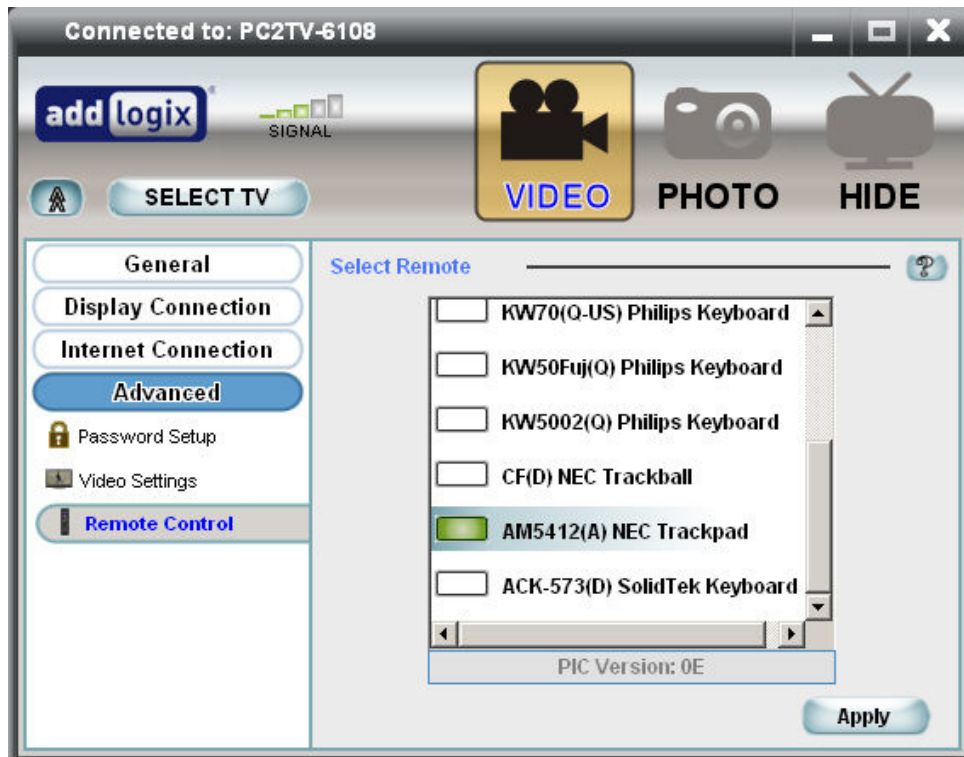 Connected to: PC2TV-6108
add logix
SIGNAL
SELECT TV
VIDEO
PHOTO
HIDE
General
Display Connection
Internet Connection
Advanced
Password Setup
Video Settings
Remote Control
Select Remote
?
KW70(Q-US) Philips Keyboard
KW50Fuj(Q) Philips Keyboard
KW5002(Q) Philips Keyboard
CF(D) NEC Trackball
AM5412(A) NEC Trackpad
ACK-573(D) SolidTek Keyboard
PIC Version: 0E
Apply